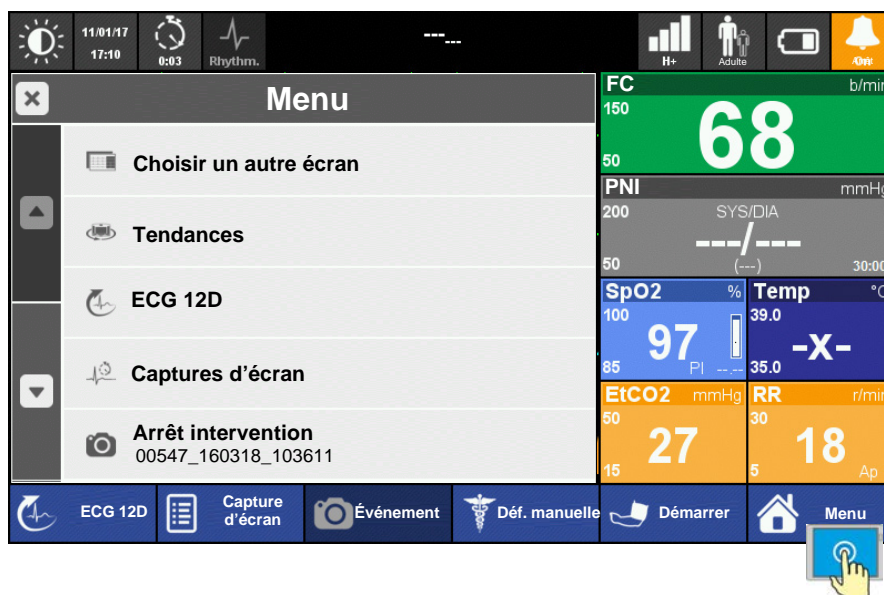 11/01/17
17:10
0:03
Rhythm.
---
---
H+
Adulte
Menu
Choisir un autre écran
Tendances
ECG 12D
Captures d'écran
Arrêt intervention
00547_160318_103611
FC b/min
150
68
50
PNI mmHg
200 SYS/DIA
---/---
50 (---) 30:00
SpO2 % Temp °C
100 39.0
97 -x-
85 PI --.-- 35.0
EtCO2 mmHg RR r/min
50 30
27 18
15 5 Ap
ECG 12D
Capture
d'écran
Événement
Déf. manuelle
Démarrer
Menu